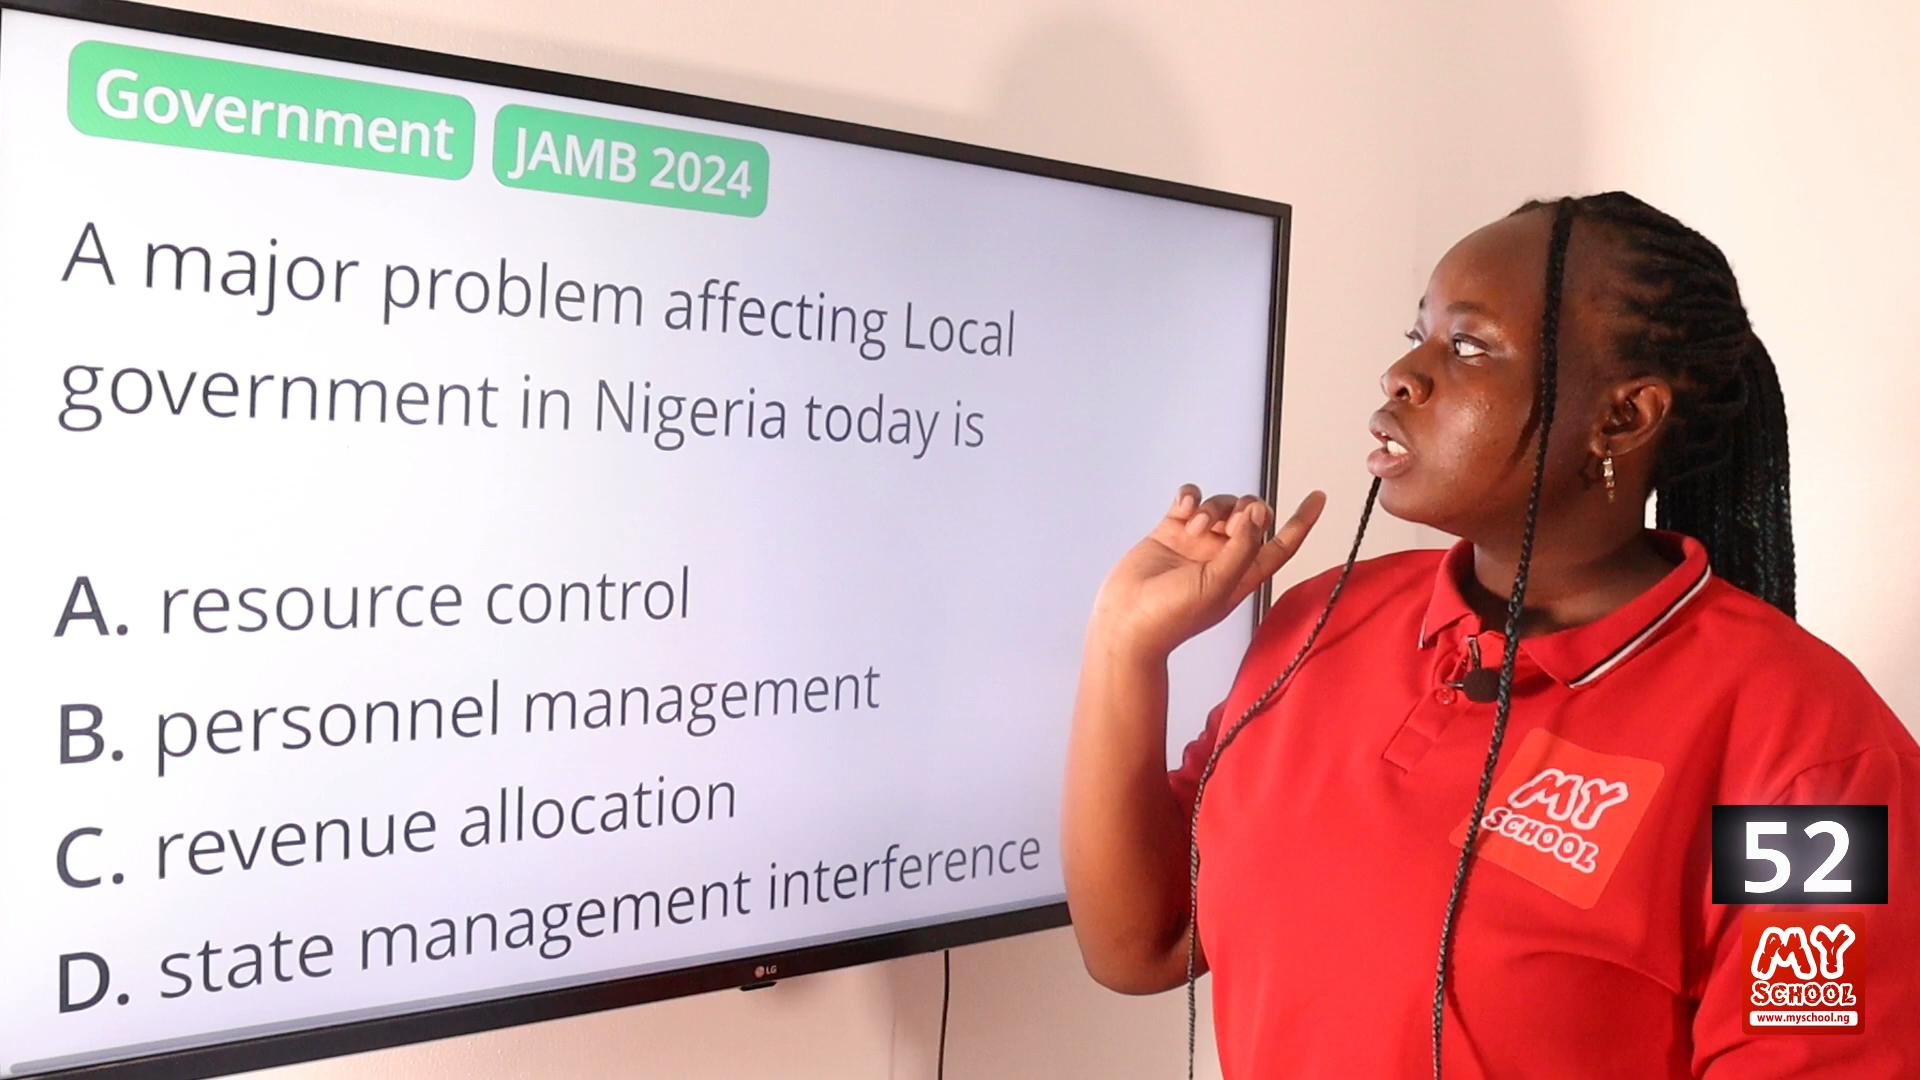 Government JAMB 2024
A major problem affecting Local
government in Nigeria today is
A. resource control
B. personnel management
C. revenue allocation
D. state management interference
LG
MY
SCHOOL
52
MY
SCHOOL
www.myschool.ng